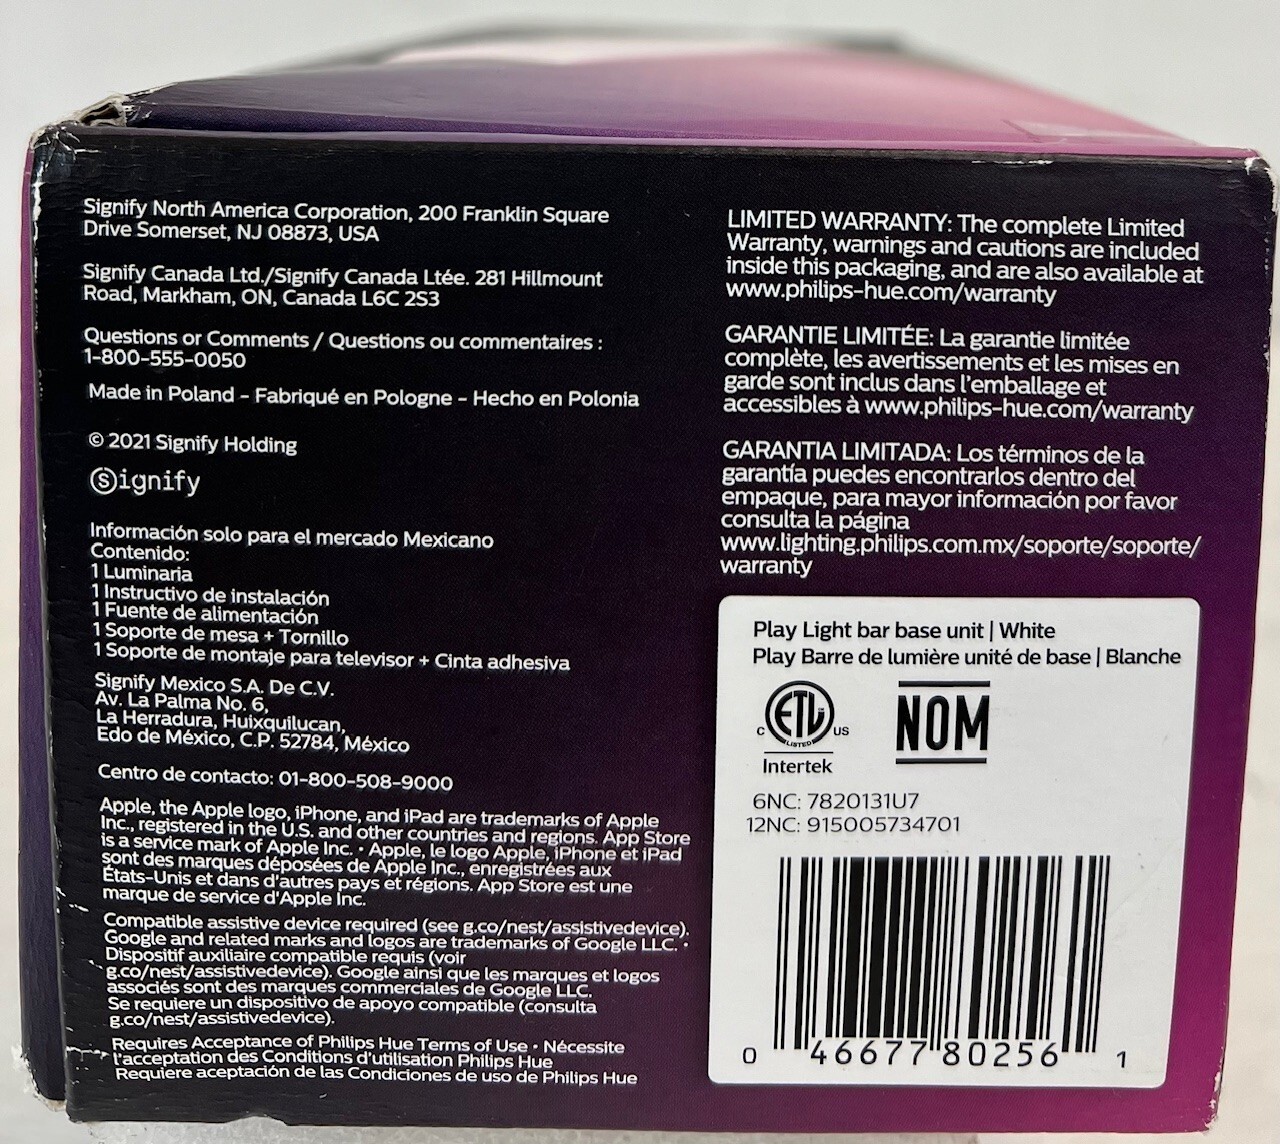 Signify North America Corporation, 200 Franklin Square
Drive Somerset, NJ 08873, USA
Signify Canada Ltd./Signify Canada Ltée. 281 Hillmount
Road, Markham, ON, Canada L6C 2S3
Questions or Comments / Questions ou commentaires :
1-800-555-0050
Made in Poland - Fabriqué en Pologne - Hecho en Polonia
© 2021 Signify Holding
Signify
Información solo para el mercado Mexicano
Contenido:
1 Luminaria
1 Instructivo de instalación
1 Fuente de alimentación
1 Soporte de mesa + Tornillo
1 Soporte de montaje para televisor + Cinta adhesiva
Signify Mexico S.A. De C.V.
Av. La Palma No. 6,
La Herradura, Huixquilucan,
Edo de México, C.P. 52784, México
Centro de contacto: 01-800-508-9000
Apple, the Apple logo, iPhone, and iPad are trademarks of Apple
Inc., registered in the U.S. and other countries and regions. App Store
is a service mark of Apple Inc. • Apple, le logo Apple, iPhone et iPad
sont des marques déposées de Apple Inc., enregistrées aux
États-Unis et dans d'autres pays et régions. App Store est une
marque de service d'Apple Inc.
Compatible assistive device required (see g.co/nest/assistivedevice).
Google and related marks and logos are trademarks of Google LLC. •
Dispositif auxiliaire compatible requis (voir
g.co/nest/assistivedevice). Google ainsi que les marques et logos
associés sont des marques commerciales de Google LLC.
Se requiere un dispositivo de apoyo compatible (consulta
g.co/nest/assistivedevice).
Requires Acceptance of Philips Hue Terms of Use • Nécessite
l'acceptation des Conditions d'utilisation Philips Hue
Requiere aceptación de las Condiciones de uso de Philips Hue
LIMITED WARRANTY: The complete Limited
Warranty, warnings and cautions are included
inside this packaging, and are also available at
www.philips-hue.com/warranty
GARANTIE LIMITÉE: La garantie limitée
complète, les avertissements et les mises en
garde sont inclus dans l'emballage et
accessibles à www.philips-hue.com/warranty
GARANTIA LIMITADA: Los términos de la
garantía puedes encontrarlos dentro del
empaque, para mayor información por favor
consulta la página
www.lighting.philips.com.mx/soporte/soporte/
warranty
Play Light bar base unit | White
Play Barre de lumière unité de base | Blanche
ETL LISTED C US
Intertek
NOM
6NC: 7820131U7
12NC: 915005734701
0 46677 80256 1